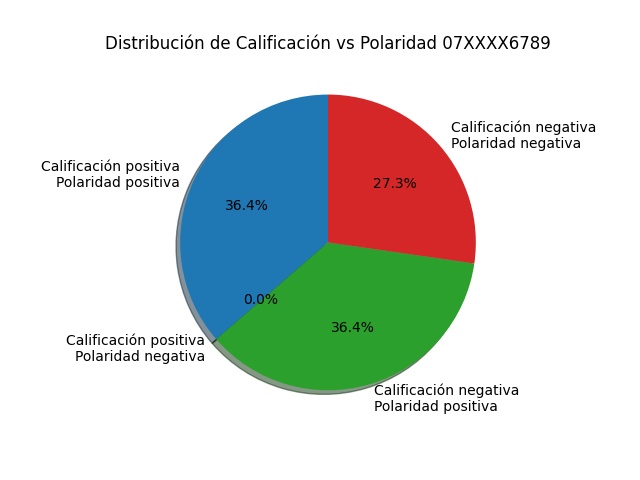 Distribución de Calificación vs Polaridad 07XXXX6789
Calificación negativa
Polaridad negativa
Calificación positiva
Polaridad positiva
27.3%
36.4%
0.0%
36.4%
Calificación positiva
Polaridad negativa
Calificación negativa
Polaridad positiva